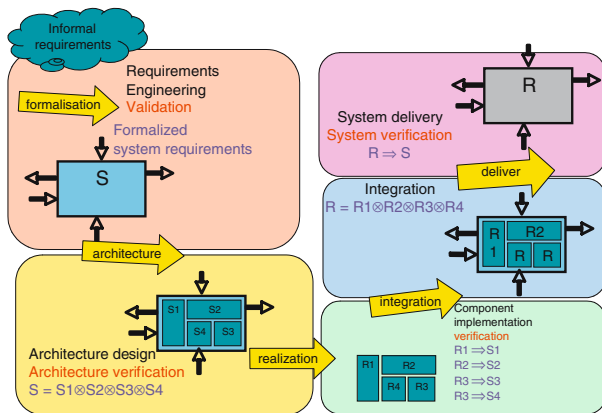 Informal
requirements
Requirements
Engineering
Validation
formalisation
Formalized
system requirements
S
architecture
S1
S2
S4
S3
Architecture design
Architecture verification
S = S1⊗S2⊗S3⊗S4
realization
R
System delivery
System verification
R ⇒ S
deliver
Integration
R = R1⊗R2⊗R3⊗R4
R
1
R2
R
R
integration
Component
implementation
verification
R1 ⇒S1
R2 ⇒S2
R3 ⇒S3
R3 ⇒S4
R1
R2
R4
R3